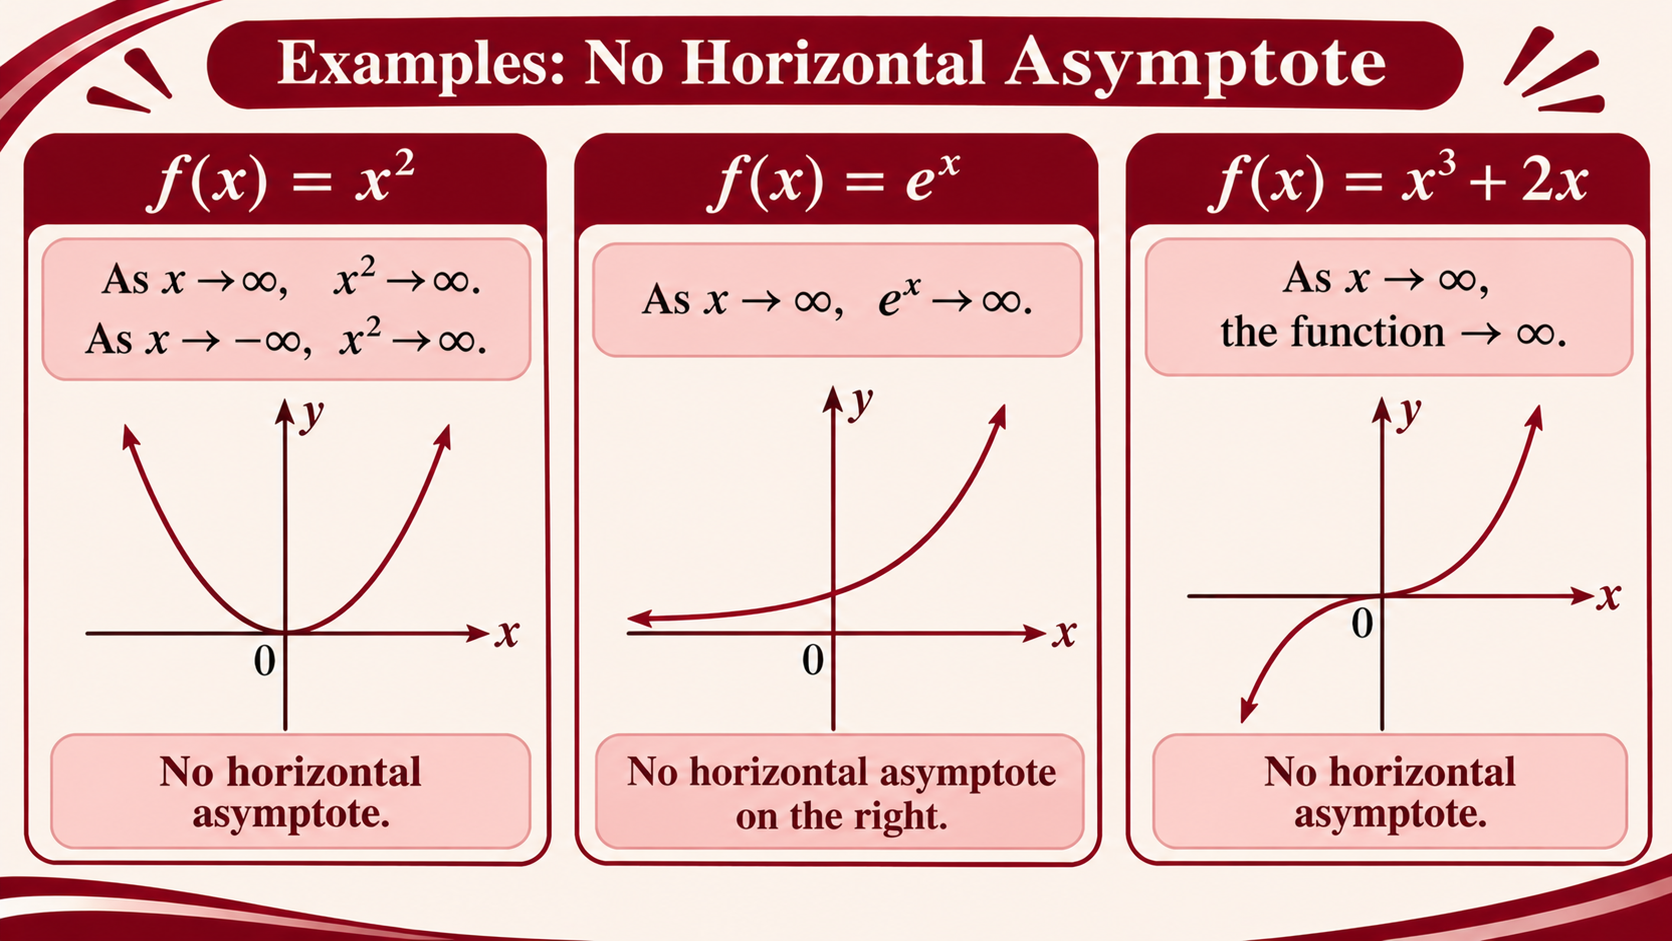 Examples: No Horizontal Asymptote
f(x) = x²
As x → ∞, x² → ∞.
As x → −∞, x² → ∞.
y
x
0
No horizontal
asymptote.
f(x) = eˣ
As x → ∞, eˣ → ∞.
y
x
0
No horizontal asymptote
on the right.
f(x) = x³ + 2x
As x → ∞,
the function → ∞.
y
x
0
No horizontal
asymptote.